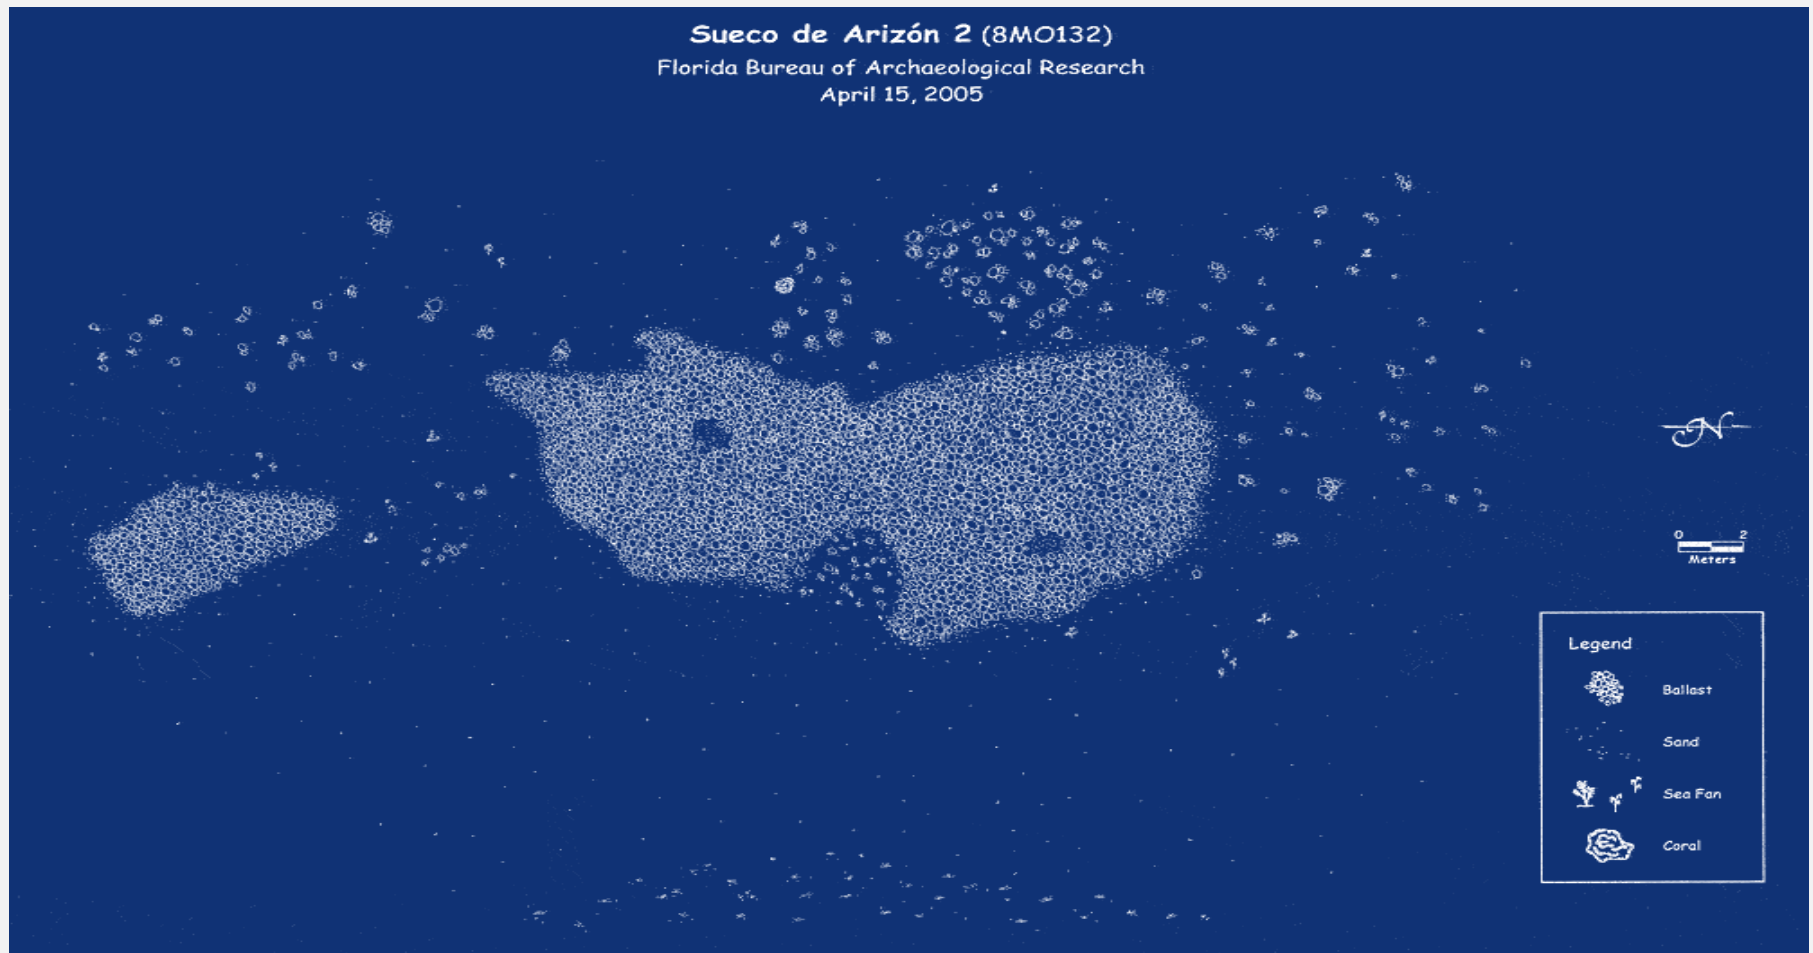 Sueco de Arizón 2 (8MO132)
Florida Bureau of Archaeological Research
April 15, 2005
N
0 2
Meters
Legend
Ballast
Sand
Sea Fan
Coral